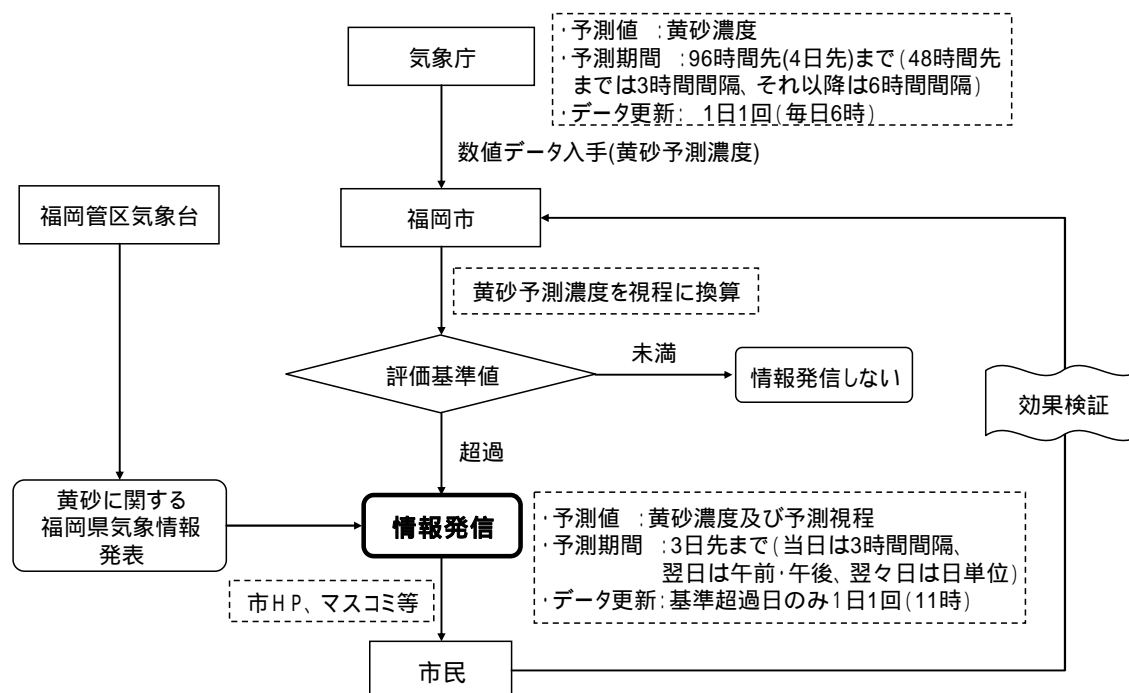 気象庁
・予測値　：黄砂濃度
・予測期間　：96時間先(4日先)まで(48時間先
までは3時間間隔、それ以降は6時間間隔)
・データ更新：　1日1回(毎日6時)
数値データ入手(黄砂予測濃度)
福岡管区気象台
福岡市
黄砂予測濃度を視程に換算
評価基準値
未満
情報発信しない
効果検証
超過
黄砂に関する
福岡県気象情報
発表
情報発信
・予測値　：黄砂濃度及び予測視程
・予測期間　：3日先まで(当日は3時間間隔、
翌日は午前・午後、翌々日は日単位)
・データ更新：基準超過日のみ1日1回(11時)
市HP、マスコミ等
市民